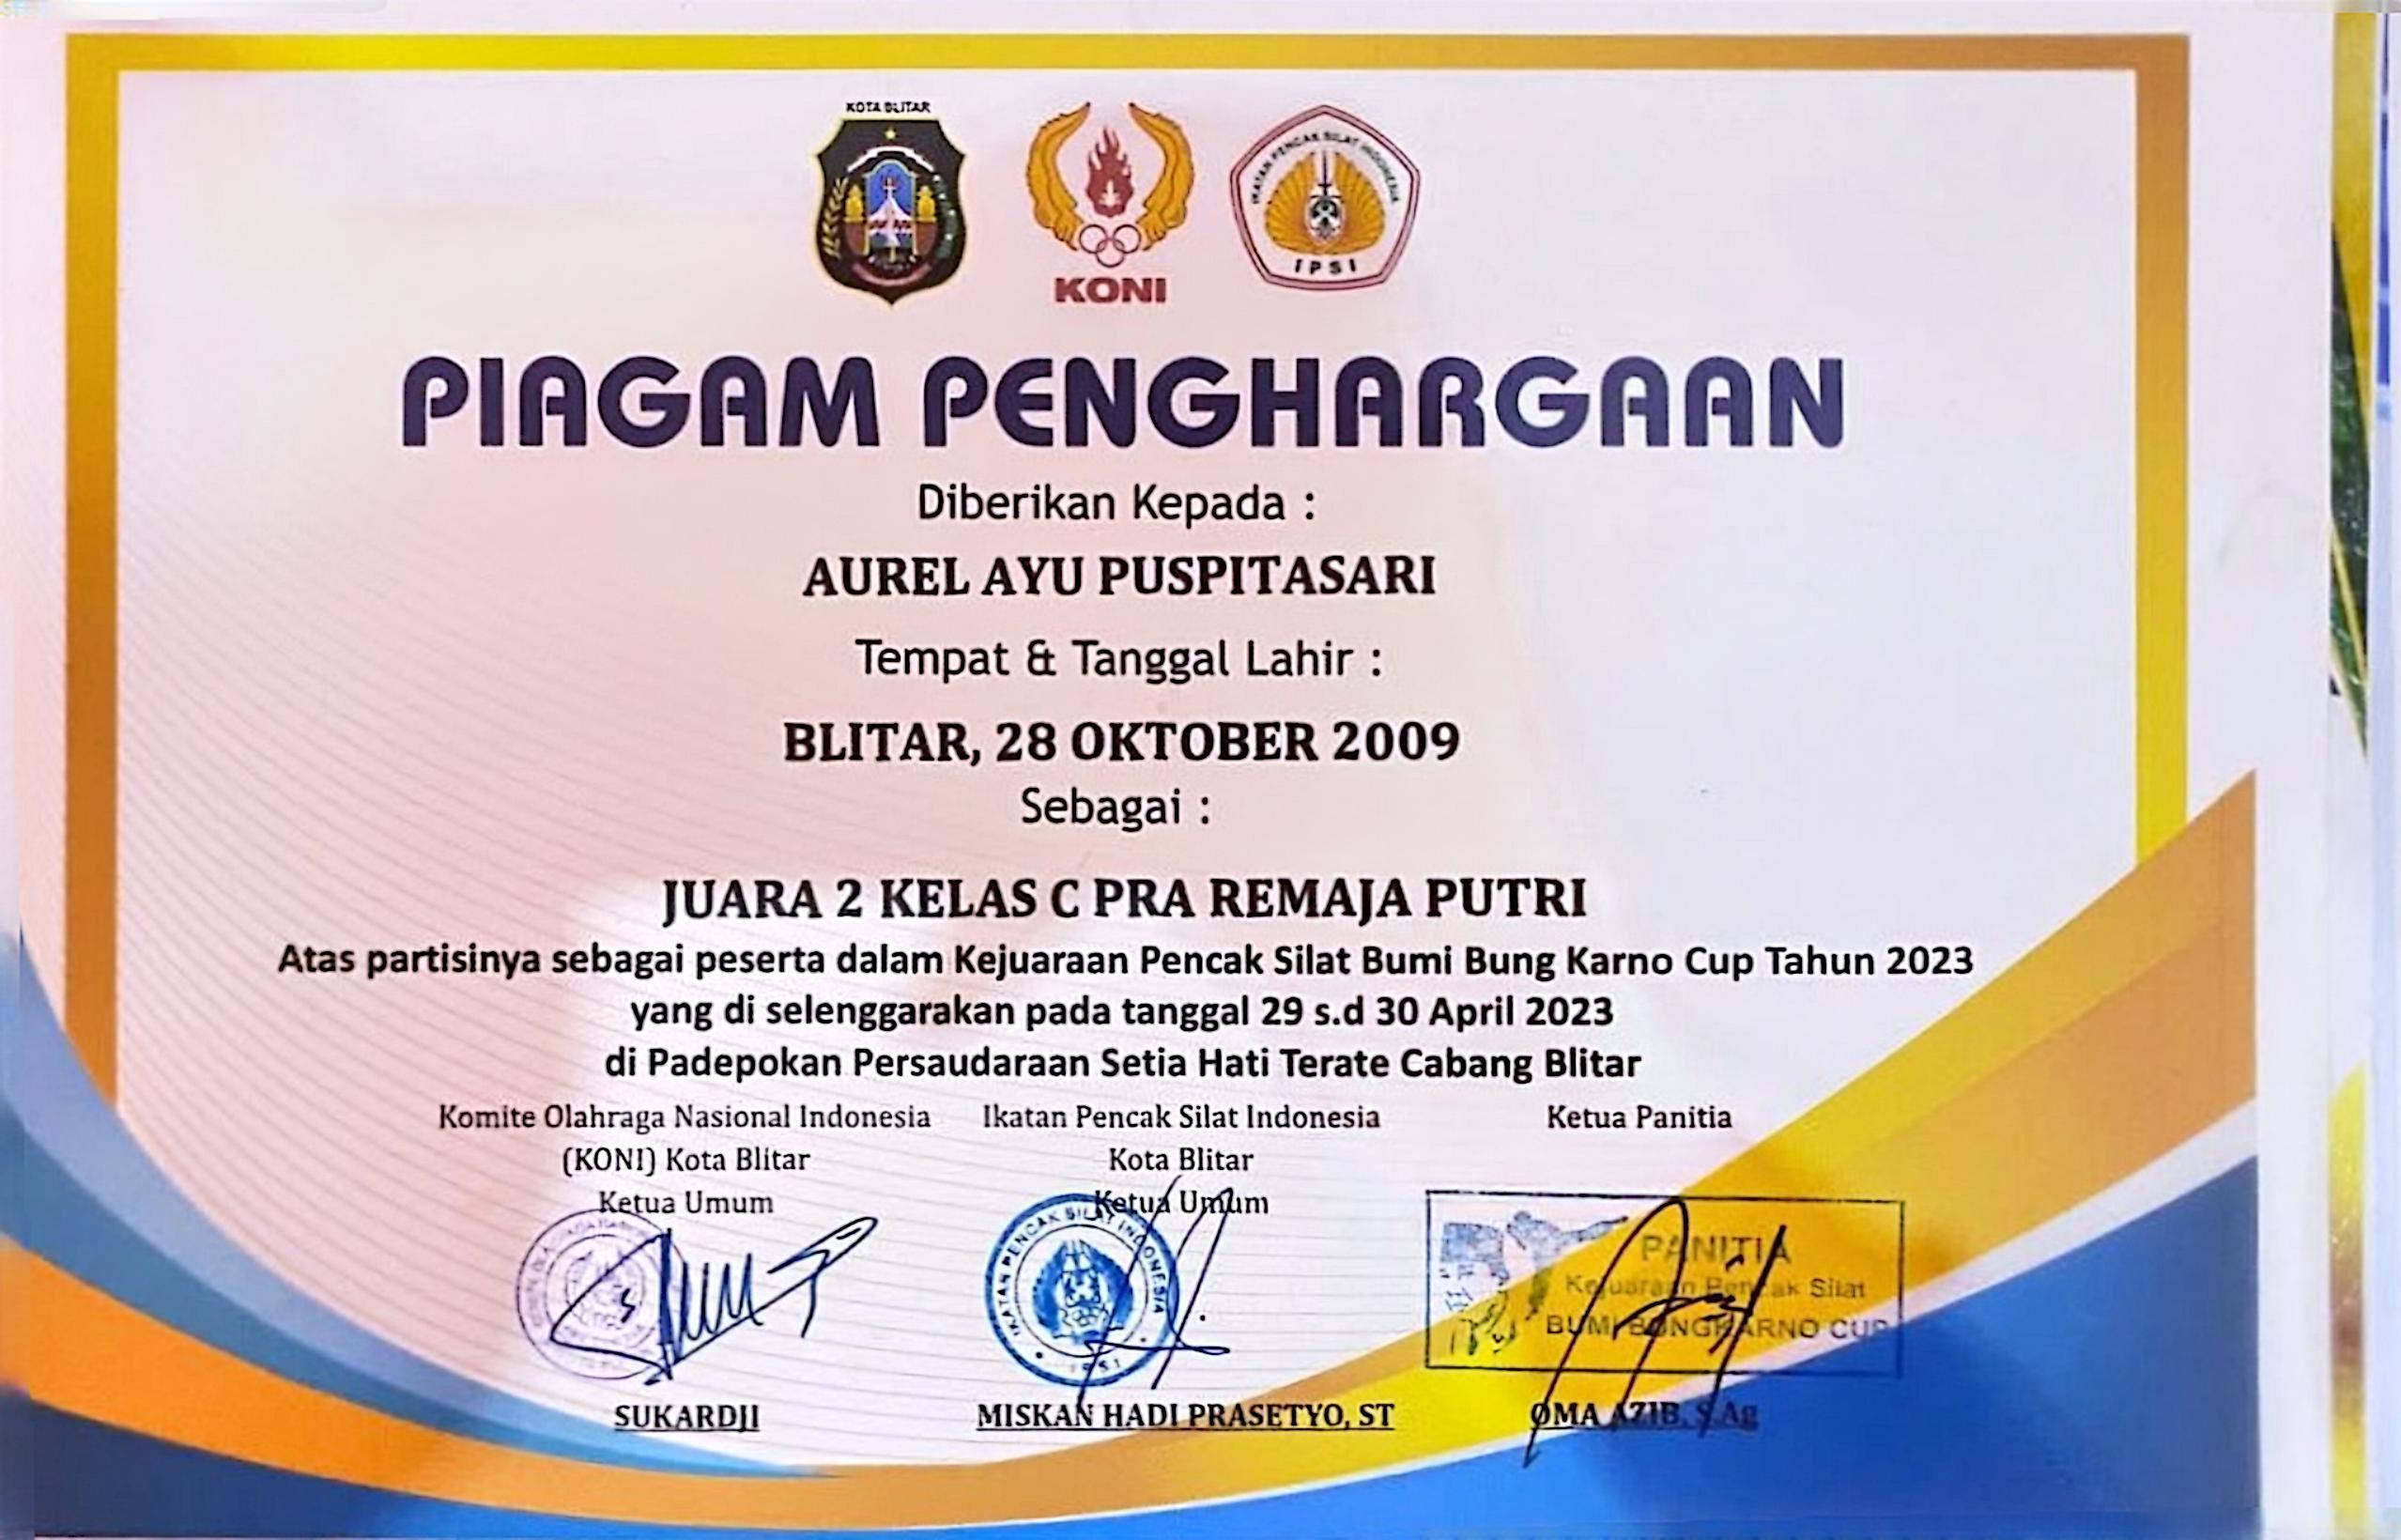 KOTA BLITAR
KONI
IKATAN PENCAK SILAT INDONESIA
IPSI
PIAGAM PENGHARGAAN
Diberikan Kepada :
AUREL AYU PUSPITASARI
Tempat & Tanggal Lahir :
BLITAR, 28 OKTOBER 2009
Sebagai :
JUARA 2 KELAS C PRA REMAJA PUTRI
Atas partisinya sebagai peserta dalam Kejuaraan Pencak Silat Bumi Bung Karno Cup Tahun 2023
yang di selenggarakan pada tanggal 29 s.d 30 April 2023
di Padepokan Persaudaraan Setia Hati Terate Cabang Blitar
Komite Olahraga Nasional Indonesia
(KONI) Kota Blitar
Ketua Umum
SUKARDJI
Ikatan Pencak Silat Indonesia
Kota Blitar
Ketua Umum
IKATAN PENCAK SILAT INDONESIA
IPSI
MISKAN HADI PRASETYO, ST
Ketua Panitia
PANITIA
Kejuaraan Pencak Silat
BUMI BUNG KARNO CUP
OMA AZIB, S.Ag